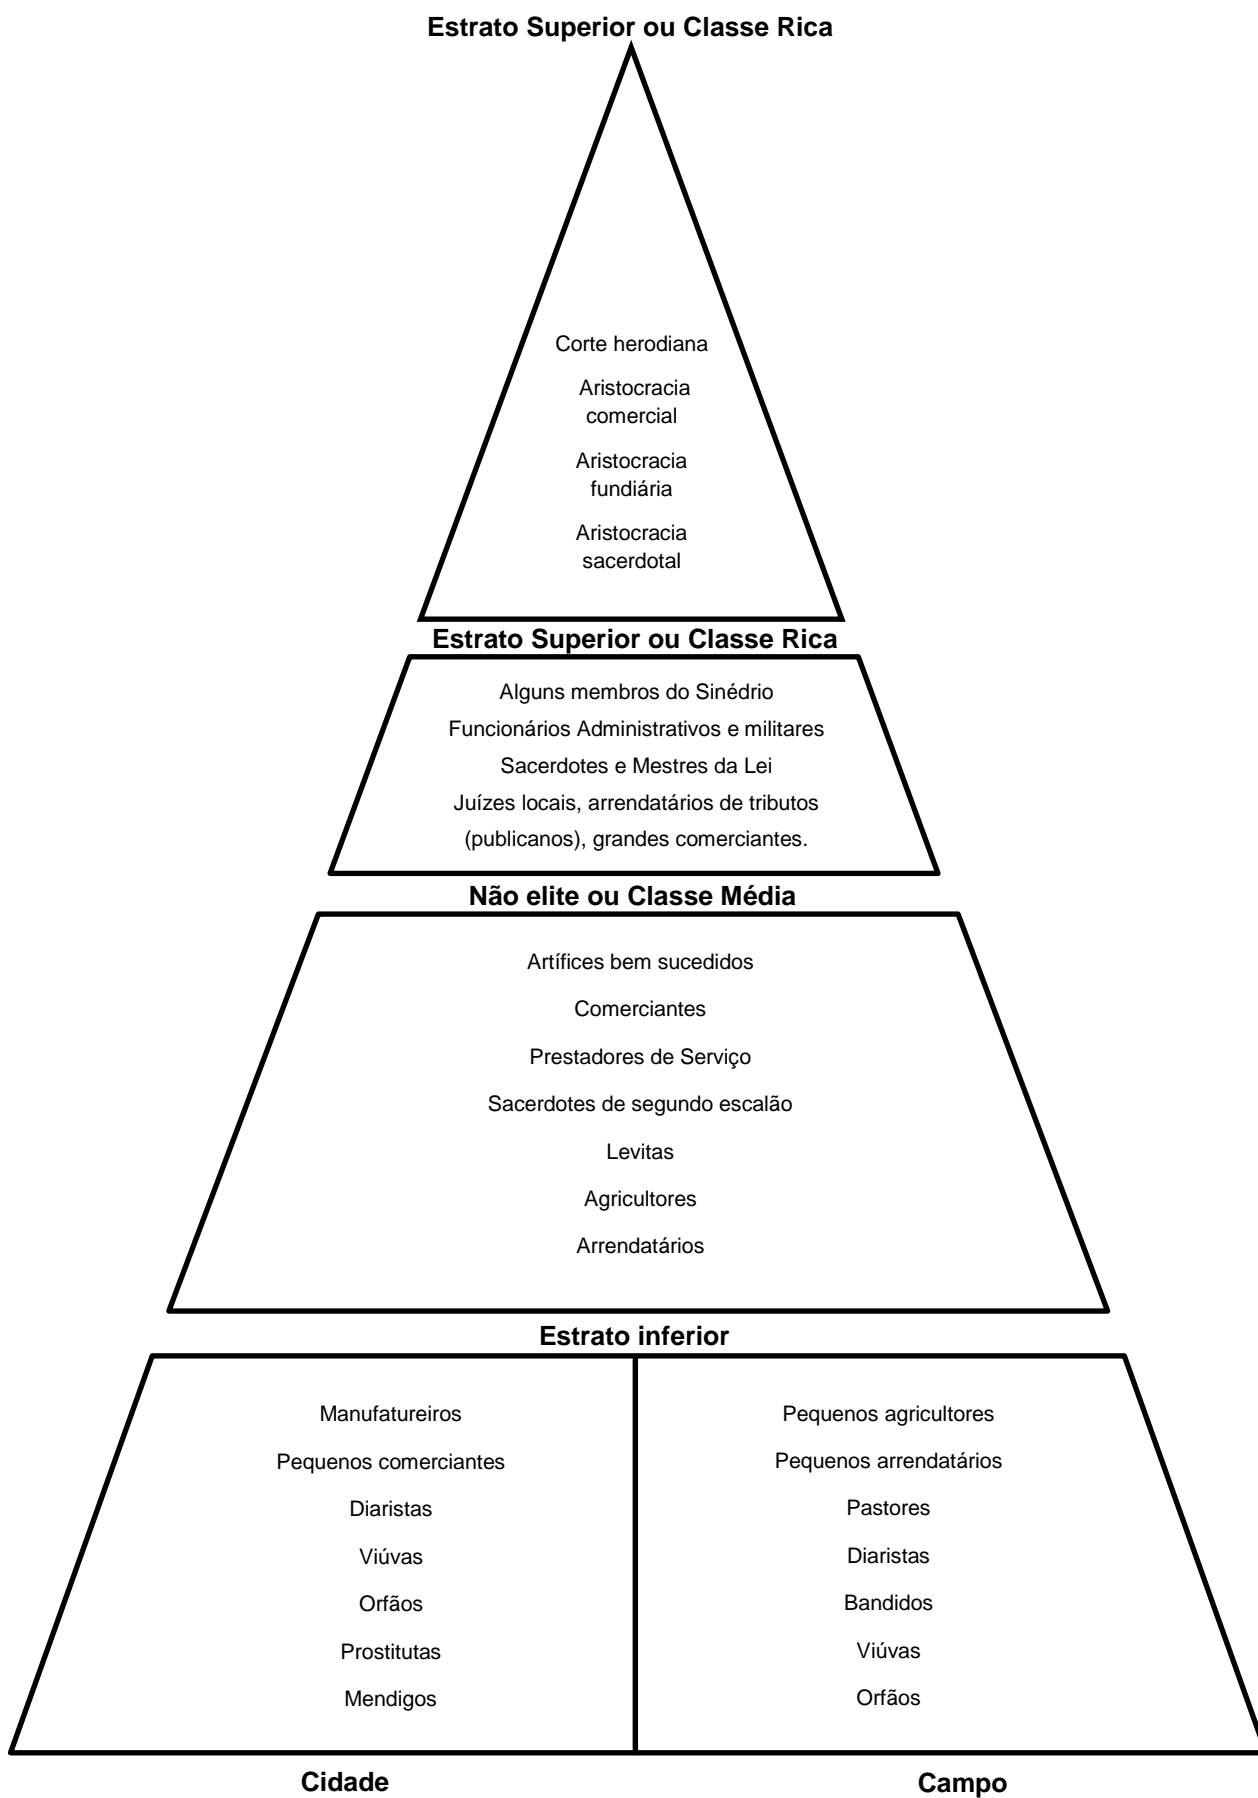 Estrato Superior ou Classe Rica
Corte herodiana
Aristocracia
comercial
Aristocracia
fundiária
Aristocracia
sacerdotal
Estrato Superior ou Classe Rica
Alguns membros do Sinédrio
Funcionários Administrativos e militares
Sacerdotes e Mestres da Lei
Juízes locais, arrendatários de tributos
(publicanos), grandes comerciantes.
Não elite ou Classe Média
Artífices bem sucedidos
Comerciantes
Prestadores de Serviço
Sacerdotes de segundo escalão
Levitas
Agricultores
Arrendatários
Estrato inferior
Manufatureiros
Pequenos comerciantes
Diaristas
Viúvas
Orfãos
Prostitutas
Mendigos
Pequenos agricultores
Pequenos arrendatários
Pastores
Diaristas
Bandidos
Viúvas
Orfãos
Cidade
Campo